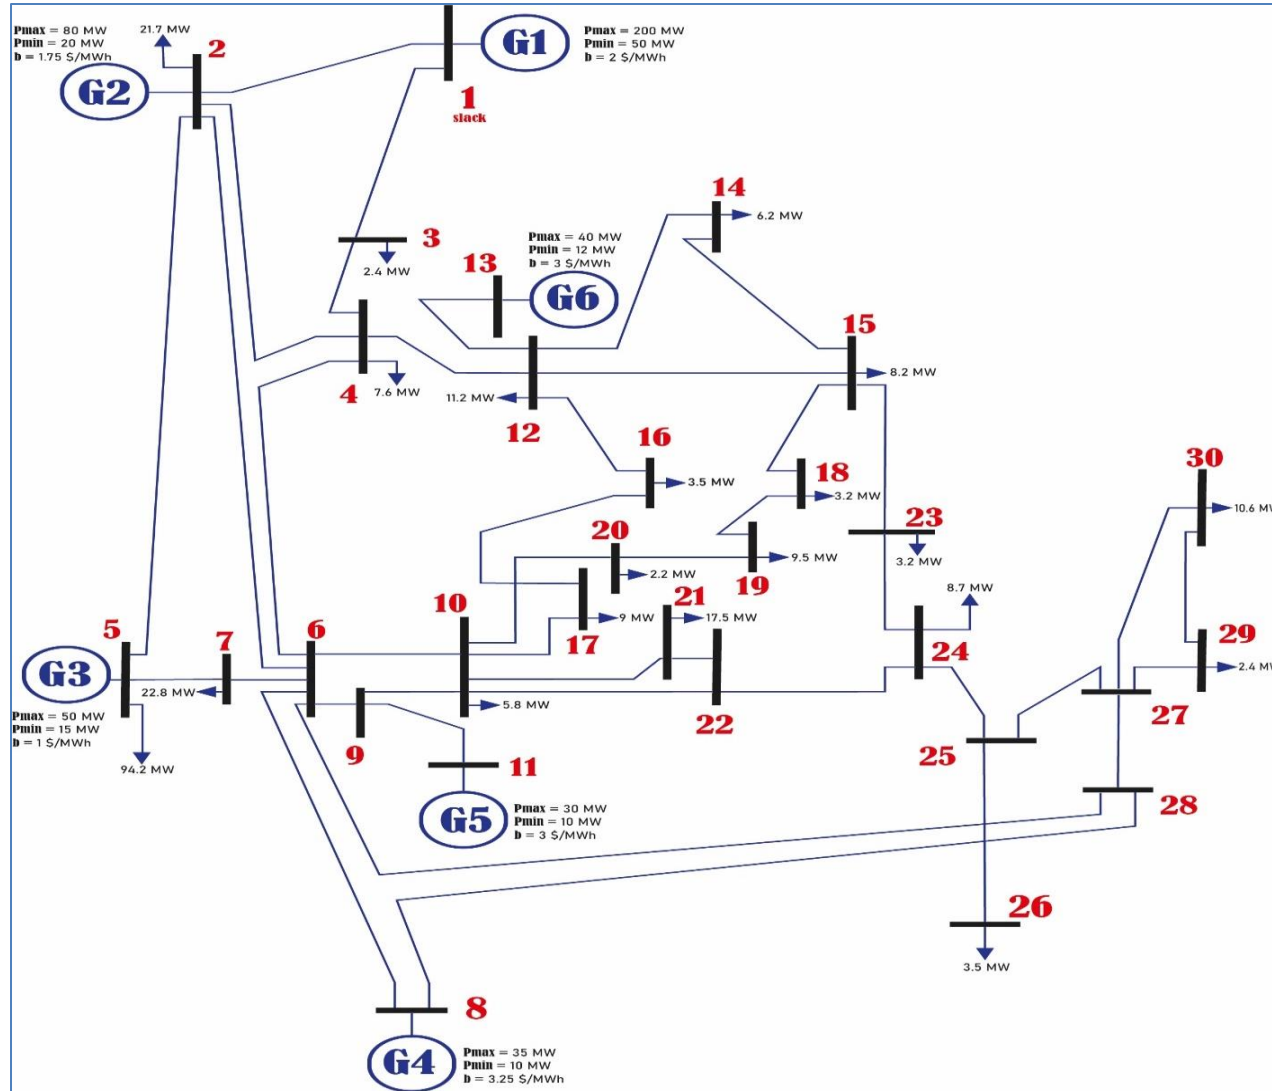 Pmax = 80 MW
Pmin = 20 MW
b = 1.75 $/MWh
G2
21.7 MW
2
G1
Pmax = 200 MW
Pmin = 50 MW
b = 2 $/MWh
1
slack
14
6.2 MW
3
2.4 MW
13
Pmax = 40 MW
Pmin = 12 MW
b = 3 $/MWh
G6
15
8.2 MW
4
7.6 MW
11.2 MW
12
16
3.5 MW
18
3.2 MW
30
10.6 MW
20
2.2 MW
19
9.5 MW
23
3.2 MW
8.7 MW
5
7
6
10
17
9 MW
21
17.5 MW
24
29
2.4 MW
G3
22.8 MW
Pmax = 50 MW
Pmin = 15 MW
b = 1 $/MWh
94.2 MW
9
5.8 MW
22
27
25
11
28
G5
Pmax = 30 MW
Pmin = 10 MW
b = 3 $/MWh
26
3.5 MW
8
G4
Pmax = 35 MW
Pmin = 10 MW
b = 3.25 $/MWh